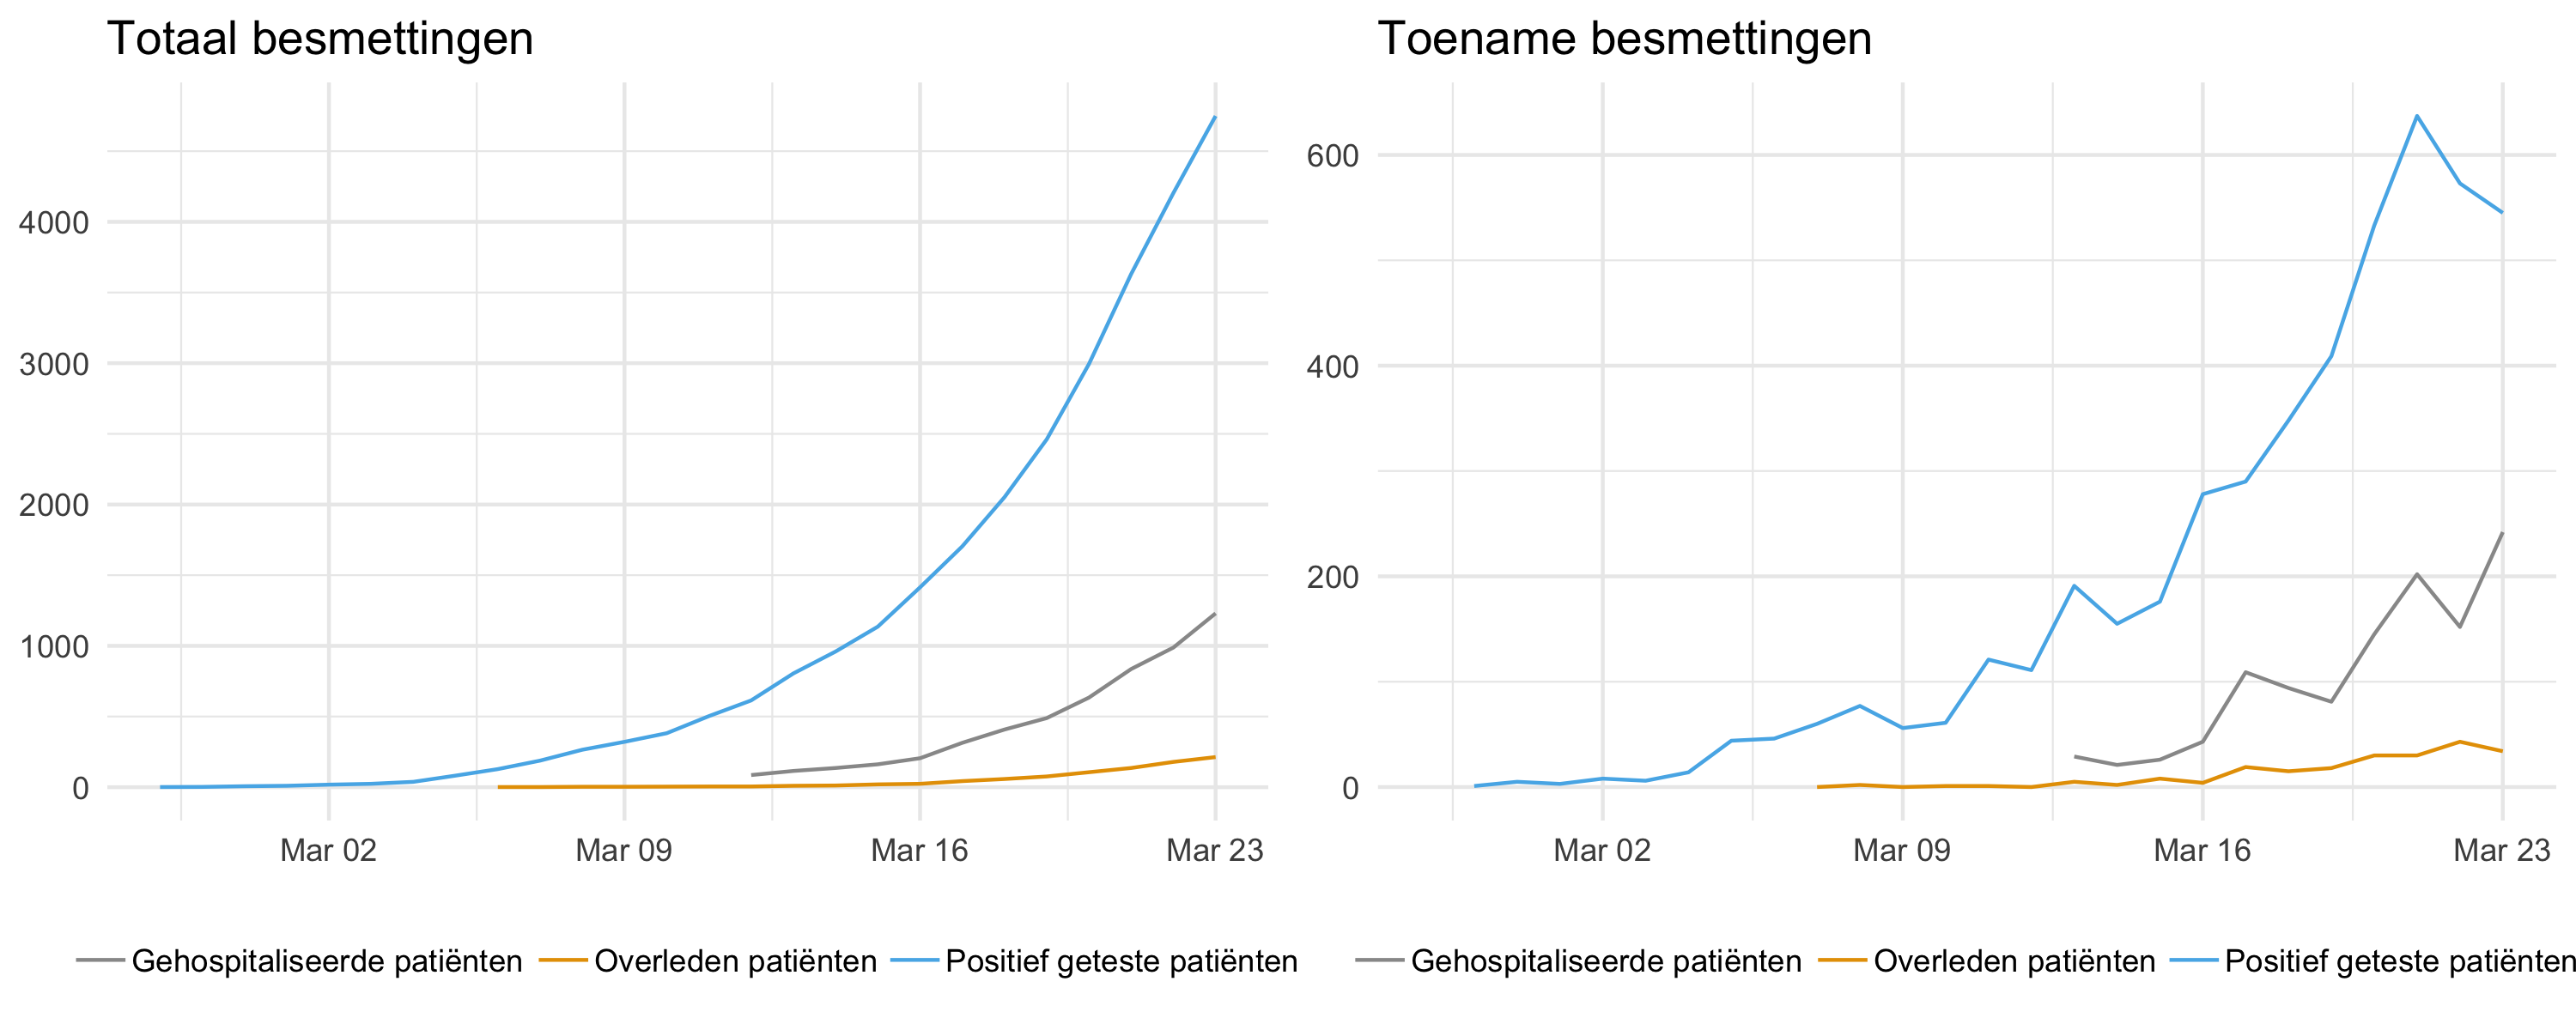 Totaal besmettingen
4000
3000
2000
1000
0
Mar 02 Mar 09 Mar 16 Mar 23
Gehospitaliseerde patiënten Overleden patiënten Positief geteste patiënten
Toename besmettingen
600
400
200
0
Mar 02 Mar 09 Mar 16 Mar 23
Gehospitaliseerde patiënten Overleden patiënten Positief geteste patiënten